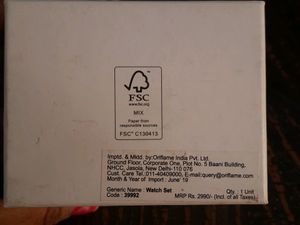 FSC
www.fsc.org
MIX
Paper from
responsible sources
FSC® C130413
Imptd. & Mktd. by:Oriflame India Pvt. Ltd.
Ground Floor, Corporate One, Plot No. 5 Baani Building,
NHCC, Jasola, New Delhi 110 076
Cust. Care Tel.011-40409000, E-mail:query@oriflame.com
Month & Year of Import : June' 19
Generic Name : Watch Set
Qty. : 1 Unit
Code : 39992
MRP Rs. 2990/- (Incl. of all Taxes)